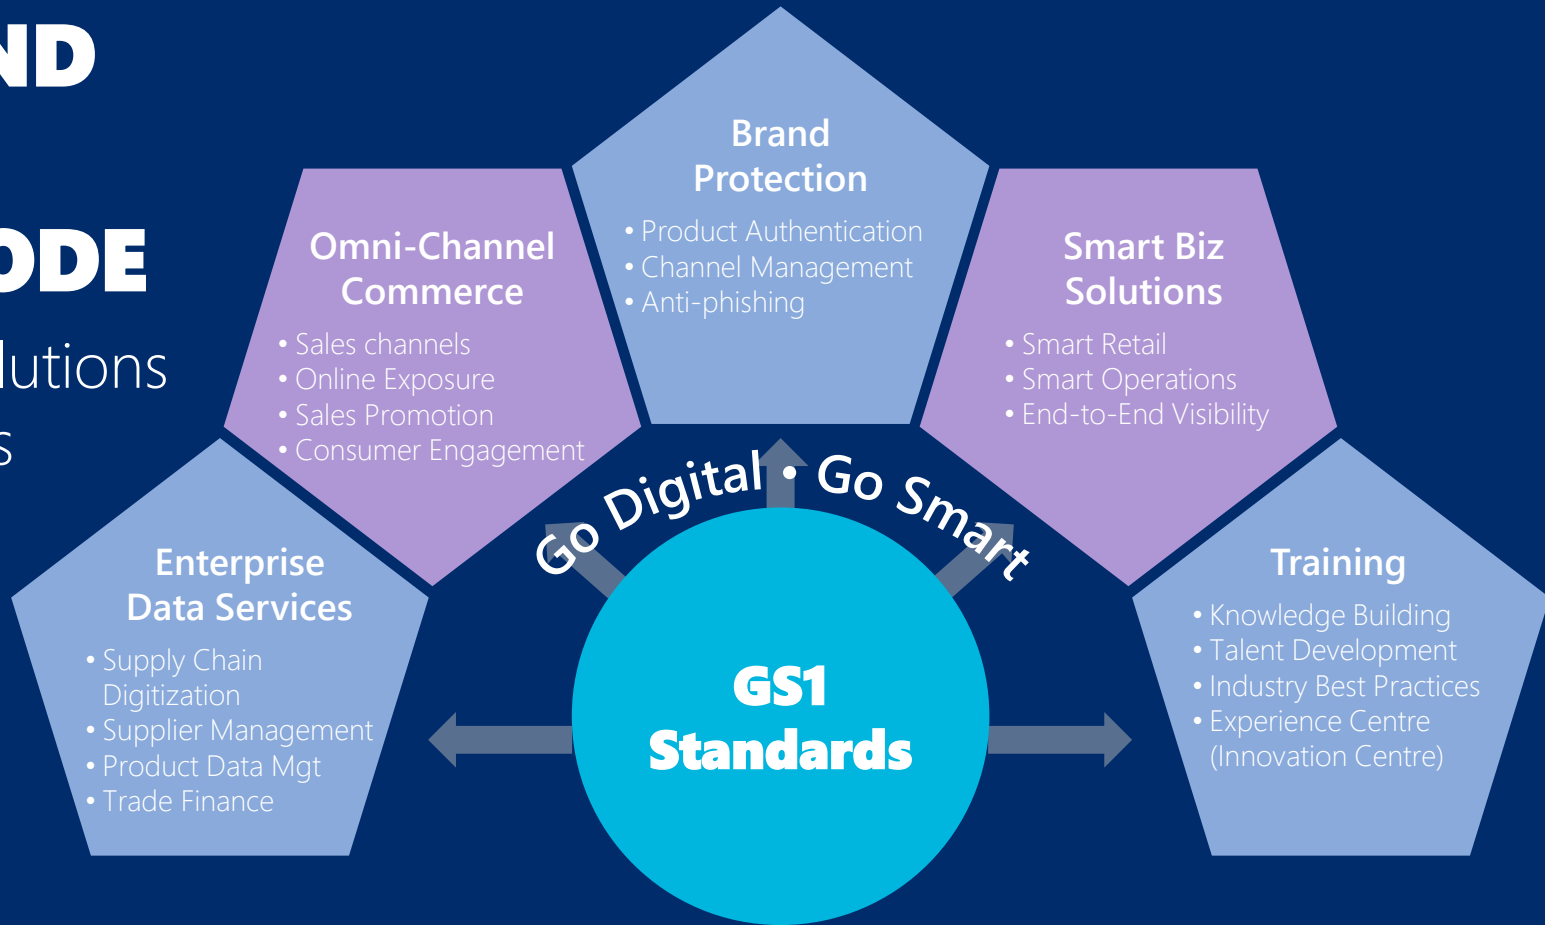 ND
ODE
lutions
s
Brand
Protection
• Product Authentication
• Channel Management
• Anti-phishing
Omni-Channel
Commerce
• Sales channels
• Online Exposure
• Sales Promotion
• Consumer Engagement
Smart Biz
Solutions
• Smart Retail
• Smart Operations
• End-to-End Visibility
Go Digital • Go Smart
Enterprise
Data Services
• Supply Chain
Digitization
• Supplier Management
• Product Data Mgt
• Trade Finance
GS1
Standards
Training
• Knowledge Building
• Talent Development
• Industry Best Practices
• Experience Centre
(Innovation Centre)